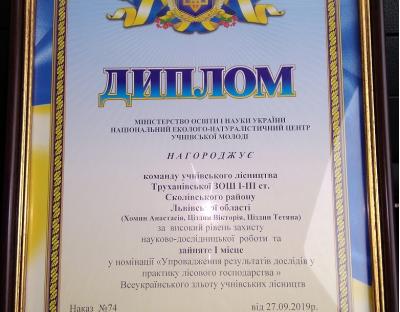 ДИПЛОМ
МІНІСТЕРСТВО ОСВІТИ І НАУКИ УКРАЇНИ
НАЦІОНАЛЬНИЙ ЕКОЛОГО-НАТУРАЛІСТИЧНИЙ ЦЕНТР
УЧНІВСЬКОЇ МОЛОДІ
НАГОРОДЖУЄ
команду учнівського лісництва
Труханівської ЗОШ І-ІІІ ст.
Сколівського району
Львівської області
(Хомин Анастасія, Ціздин Вікторія, Ціздин Тетяна)
за високий рівень захисту
науково-дослідницької роботи та
зайняте І місце
у номінації «Упровадження результатів дослідів у
практику лісового господарства »
Всеукраїнського зльоту учнівських лісництв
Наказ №74 від 27.09.2019р.